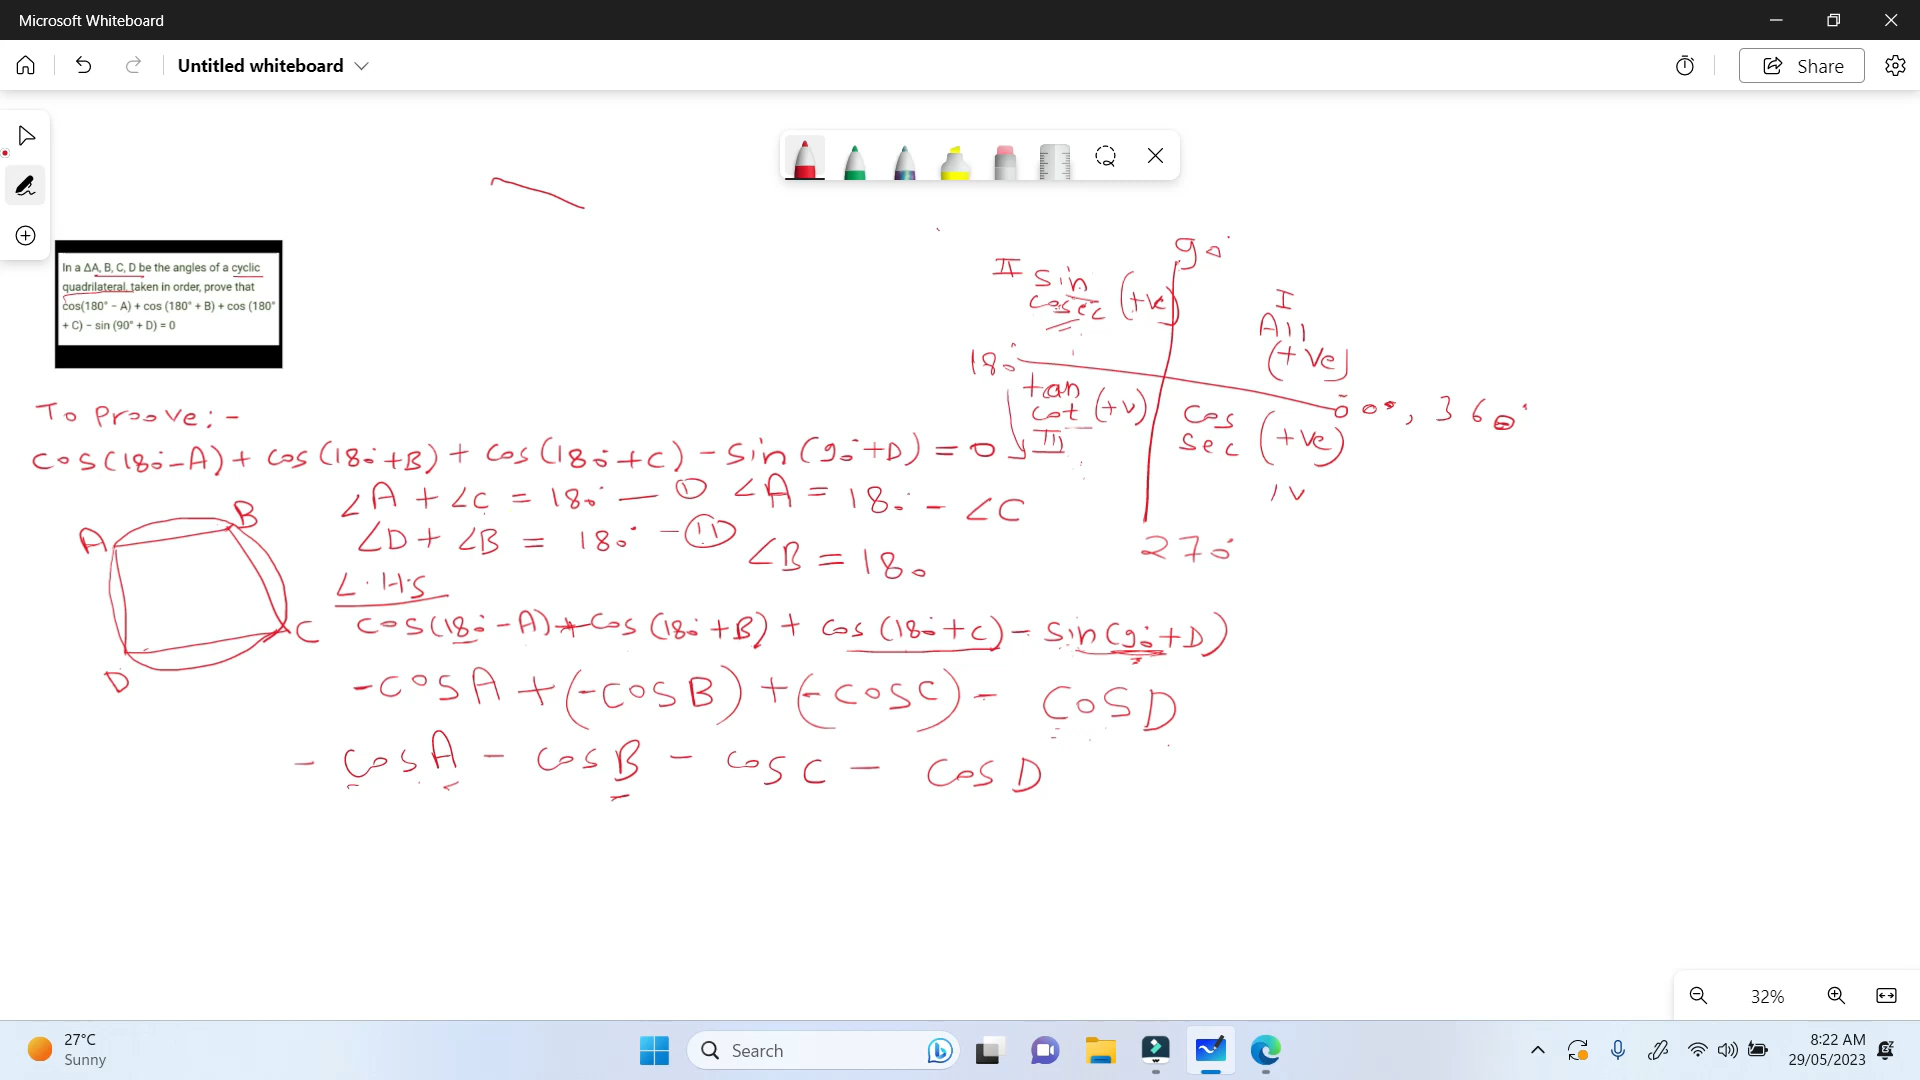 Microsoft Whiteboard
Untitled whiteboard
Share
In a ΔA, B, C, D be the angles of a cyclic
quadrilateral, taken in order, prove that
cos(180° − A) + cos (180° + B) + cos (180°
+ C) − sin (90° + D) = 0
90°
II sin
cosec (+ve)
I
All
(+ve)
180°
tan
cot (+v)
III
cos
sec (+ve)
IV
0°, 360°
270°
To Proove:-
cos(180°-A) + cos(180°+B) + cos(180°+C) - sin(90°+D) = 0
∠A + ∠C = 180° — I ∠A = 180° - ∠C
∠D + ∠B = 180° - II ∠B = 180
L.H.S
cos(180°-A) + cos(180°+B) + cos(180°+C) - sin(90°+D)
-cosA + (-cosB) + (-cosC) - cosD
- cosA - cosB - cosC - cosD
A
B
C
D
32%
27°C
Sunny
Search
8:22 AM
29/05/2023